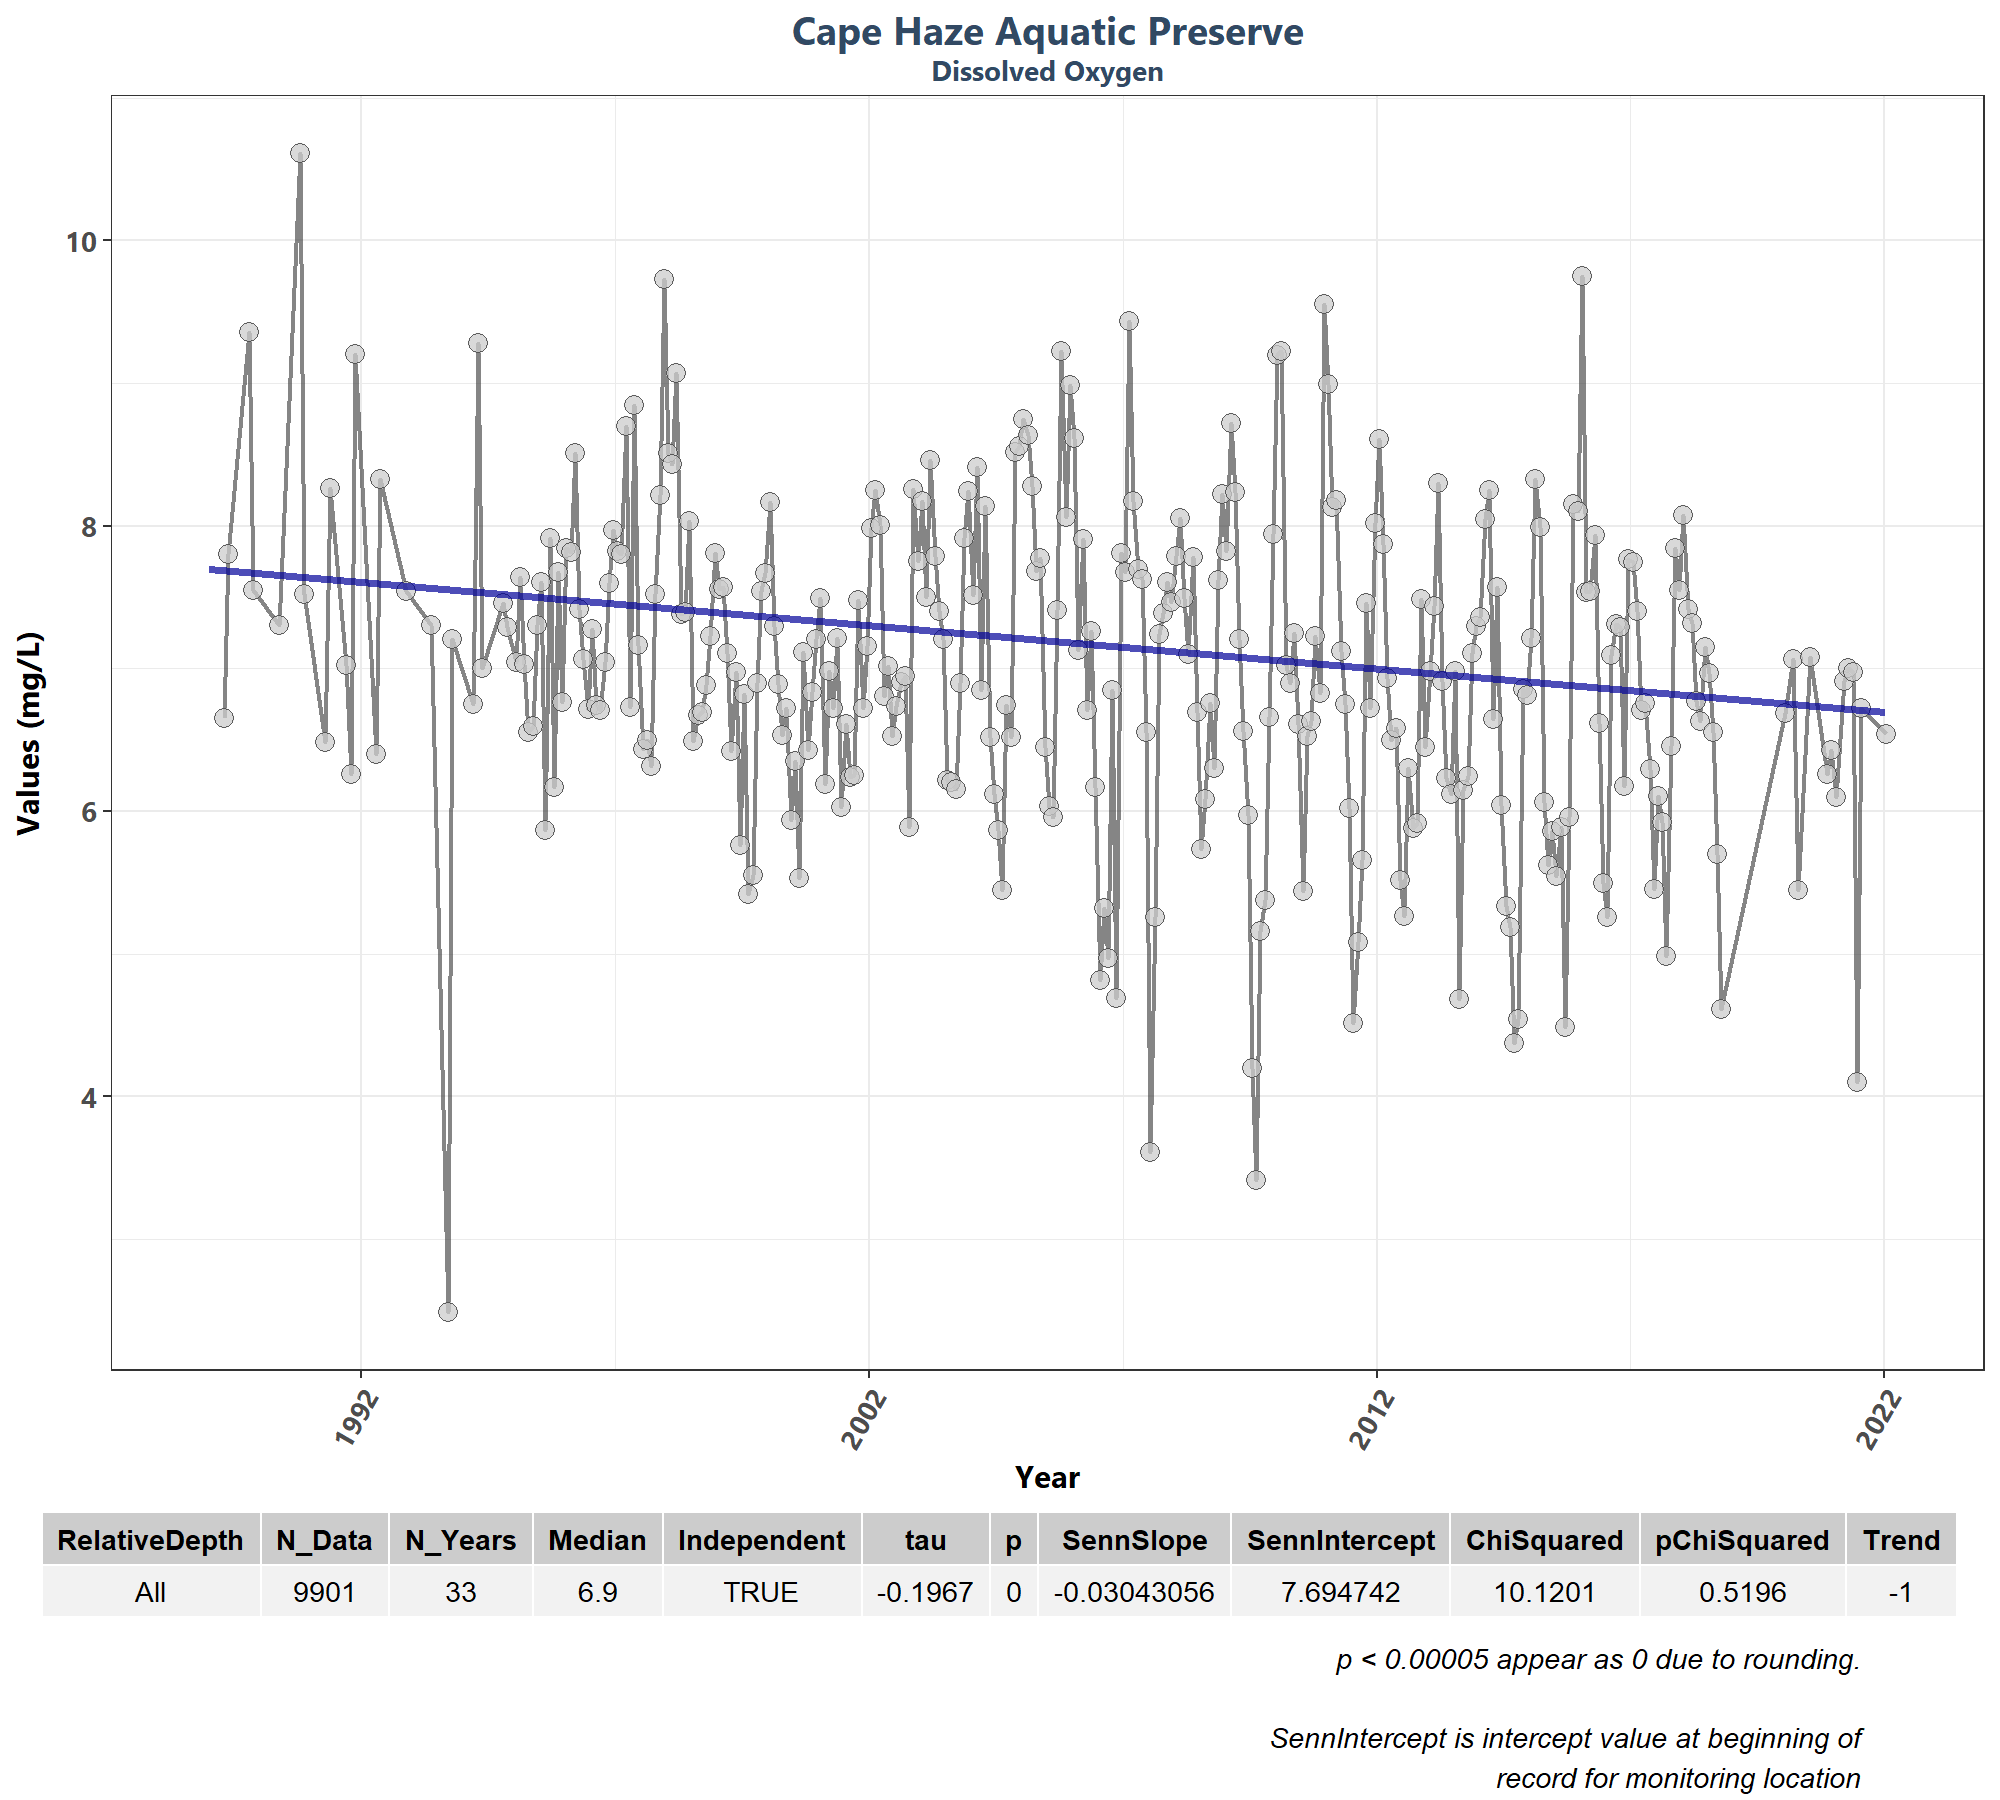 Cape Haze Aquatic Preserve
Dissolved Oxygen
Values (mg/L)
10
8
6
4
1992
2002
2012
2022
Year
RelativeDepth N_Data N_Years Median Independent tau p SennSlope SennIntercept ChiSquared pChiSquared Trend
All 9901 33 6.9 TRUE -0.1967 0 -0.03043056 7.694742 10.1201 0.5196 -1
p < 0.00005 appear as 0 due to rounding.
SennIntercept is intercept value at beginning of
record for monitoring location